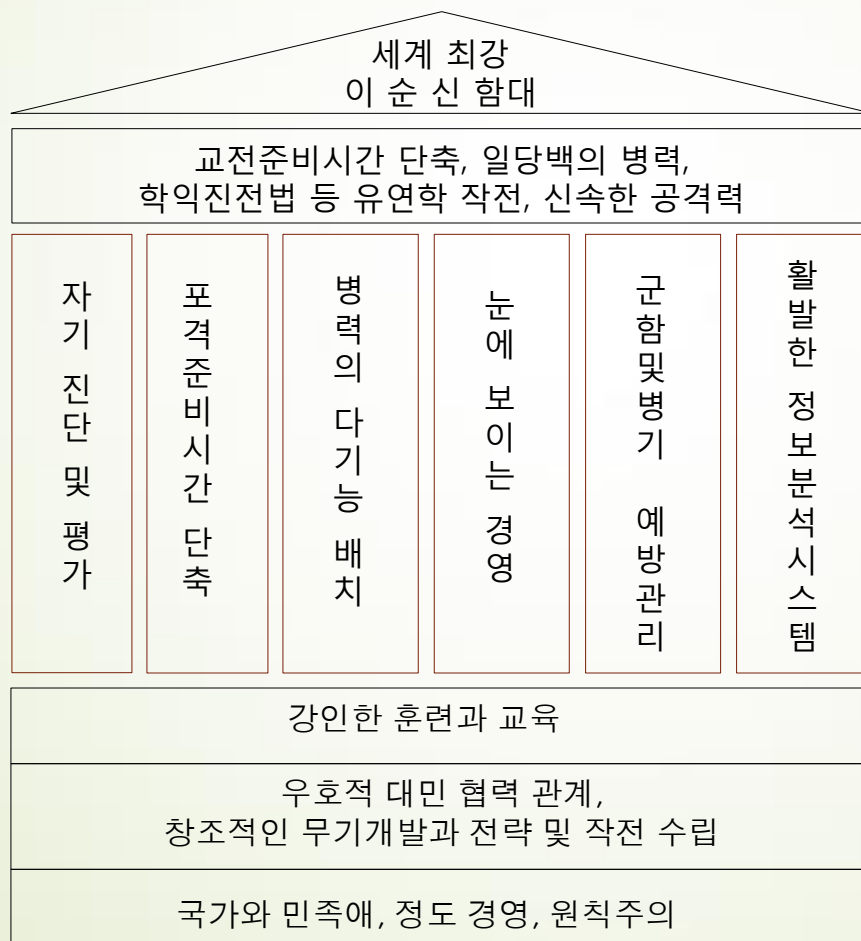 세계 최강
이 순 신 함대
교전준비시간 단축, 일당백의 병력,
학익진전법 등 유연학 작전, 신속한 공격력
자기 진단 및 평가
포격준비시간 단축
병력의 다기능 배치
눈에 보이는 경영
군함및병기 예방관리
활발한 정보분석시스템
강인한 훈련과 교육
우호적 대민 협력 관계,
창조적인 무기개발과 전략 및 작전 수립
국가와 민족애, 정도 경영, 원칙주의